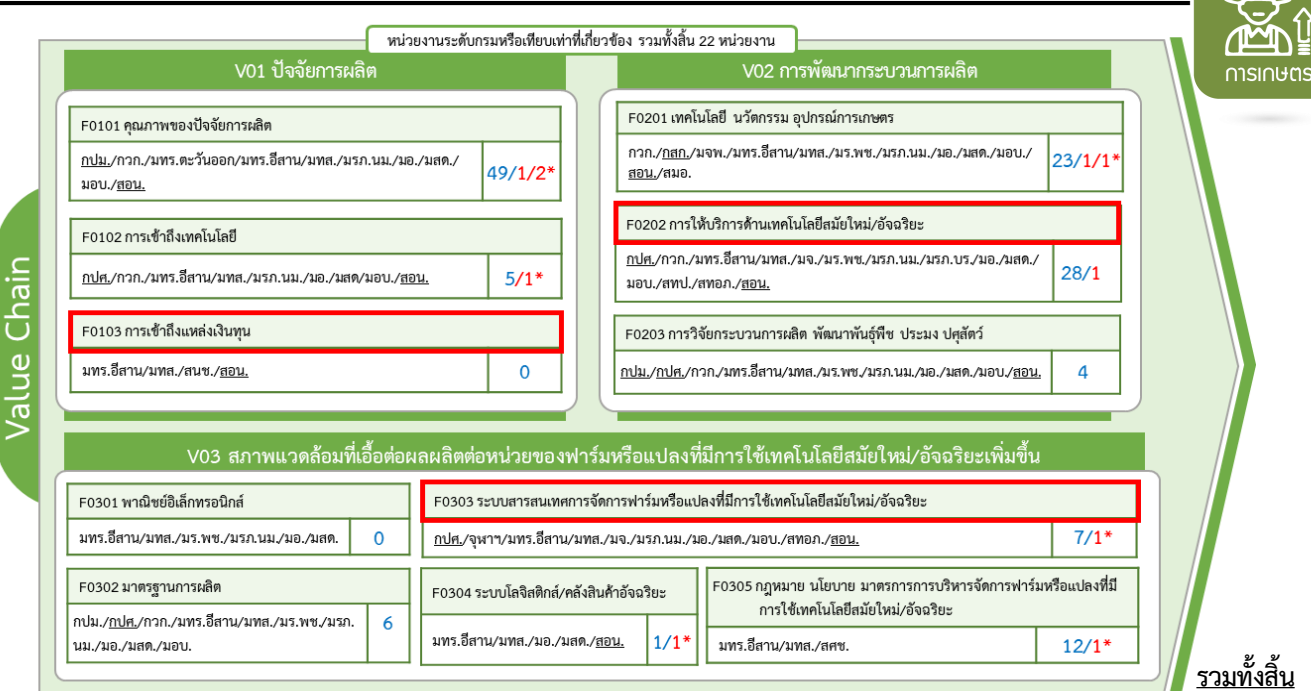 หน่วยงานระดับกรมหรือเทียบเท่าที่เกี่ยวข้อง รวมทั้งสิ้น 22 หน่วยงาน
การเกษตร
Value Chain
V01 ปัจจัยการผลิต
F0101 คุณภาพของปัจจัยการผลิต
กปม./กวก./มทร.ตะวันออก/มทร.อีสาน/มทส./มรภ.นม./มอ./มสด./
มอบ./สอน.
49/1/2*
F0102 การเข้าถึงเทคโนโลยี
กปศ./กวก./มทร.อีสาน/มทส./มรภ.นม./มอ./มสด/มอบ./สอน.
5/1*
F0103 การเข้าถึงแหล่งเงินทุน
มทร.อีสาน/มทส./สนช./สอน.
0
V02 การพัฒนากระบวนการผลิต
F0201 เทคโนโลยี นวัตกรรม อุปกรณ์การเกษตร
กวก./กสก./มจพ./มทร.อีสาน/มทส./มร.พช./มรภ.นม./มอ./มสด./มอบ./
สอน./สมอ.
23/1/1*
F0202 การให้บริการด้านเทคโนโลยีสมัยใหม่/อัจฉริยะ
กปศ./กวก./มทร.อีสาน/มทส./มจ./มร.พช./มรภ.นม./มรภ.บร./มอ./มสด./
มอบ./สทป./สทอภ./สอน.
28/1
F0203 การวิจัยกระบวนการผลิต พัฒนาพันธุ์พืช ประมง ปศุสัตว์
กปม./กปศ./กวก./มทร.อีสาน/มทส./มร.พช./มรภ.นม./มอ./มสด./มอบ./สอน.
4
V03 สภาพแวดล้อมที่เอื้อต่อผลผลิตต่อหน่วยของฟาร์มหรือแปลงที่มีการใช้เทคโนโลยีสมัยใหม่/อัจฉริยะเพิ่มขึ้น
F0301 พาณิชย์อิเล็กทรอนิกส์
มทร.อีสาน/มทส./มร.พช./มรภ.นม./มอ./มสด.
0
F0303 ระบบสารสนเทศการจัดการฟาร์มหรือแปลงที่มีการใช้เทคโนโลยีสมัยใหม่/อัจฉริยะ
กปศ./จุฬาฯ/มทร.อีสาน/มทส./มจ./มรภ.นม./มอ./มสด./มอบ./สทอภ./สอน.
7/1*
F0302 มาตรฐานการผลิต
กปม./กปศ./กวก./มทร.อีสาน/มทส./มร.พช./มรภ.
นม./มอ./มสด./มอบ.
6
F0304 ระบบโลจิสติกส์/คลังสินค้าอัจฉริยะ
มทร.อีสาน/มทส./มอ./มสด./สอน.
1/1*
F0305 กฎหมาย นโยบาย มาตรการการบริหารจัดการฟาร์มหรือแปลงที่มี
การใช้เทคโนโลยีสมัยใหม่/อัจฉริยะ
มทร.อีสาน/มทส./สศช.
12/1*
รวมทั้งสิ้น